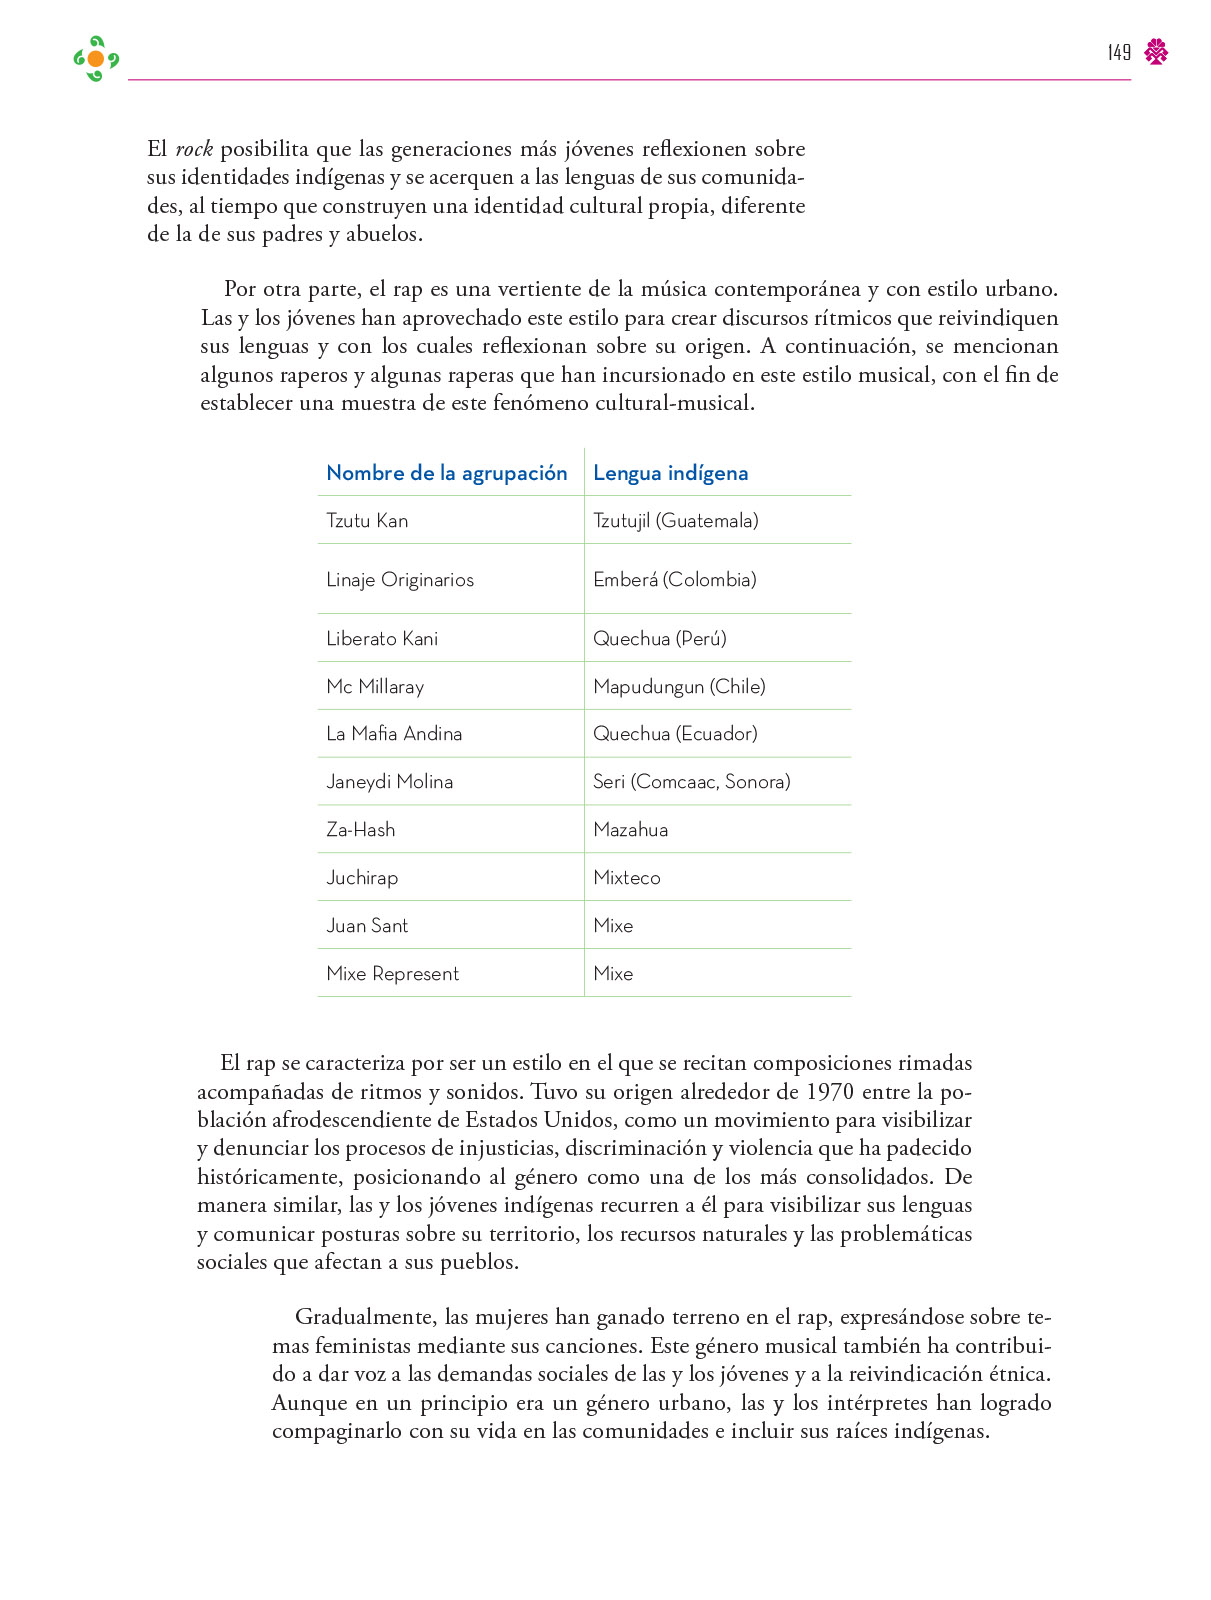 149
El rock posibilita que las generaciones más jóvenes reflexionen sobre
sus identidades indígenas y se acerquen a las lenguas de sus comunida-
des, al tiempo que construyen una identidad cultural propia, diferente
de la de sus padres y abuelos.
Por otra parte, el rap es una vertiente de la música contemporánea y con estilo urbano.
Las y los jóvenes han aprovechado este estilo para crear discursos rítmicos que reivindiquen
sus lenguas y con los cuales reflexionan sobre su origen. A continuación, se mencionan
algunos raperos y algunas raperas que han incursionado en este estilo musical, con el fin de
establecer una muestra de este fenómeno cultural-musical.
Nombre de la agrupación Lengua indígena
Tzutu Kan Tzutujil (Guatemala)
Linaje Originarios Emberá (Colombia)
Liberato Kani Quechua (Perú)
Mc Millaray Mapudungun (Chile)
La Mafia Andina Quechua (Ecuador)
Janeydi Molina Seri (Comcaac, Sonora)
Za-Hash Mazahua
Juchirap Mixteco
Juan Sant Mixe
Mixe Represent Mixe
El rap se caracteriza por ser un estilo en el que se recitan composiciones rimadas
acompañadas de ritmos y sonidos. Tuvo su origen alrededor de 1970 entre la po-
blación afrodescendiente de Estados Unidos, como un movimiento para visibilizar
y denunciar los procesos de injusticias, discriminación y violencia que ha padecido
históricamente, posicionando al género como una de los más consolidados. De
manera similar, las y los jóvenes indígenas recurren a él para visibilizar sus lenguas
y comunicar posturas sobre su territorio, los recursos naturales y las problemáticas
sociales que afectan a sus pueblos.
Gradualmente, las mujeres han ganado terreno en el rap, expresándose sobre te-
mas feministas mediante sus canciones. Este género musical también ha contribui-
do a dar voz a las demandas sociales de las y los jóvenes y a la reivindicación étnica.
Aunque en un principio era un género urbano, las y los intérpretes han logrado
compaginarlo con su vida en las comunidades e incluir sus raíces indígenas.